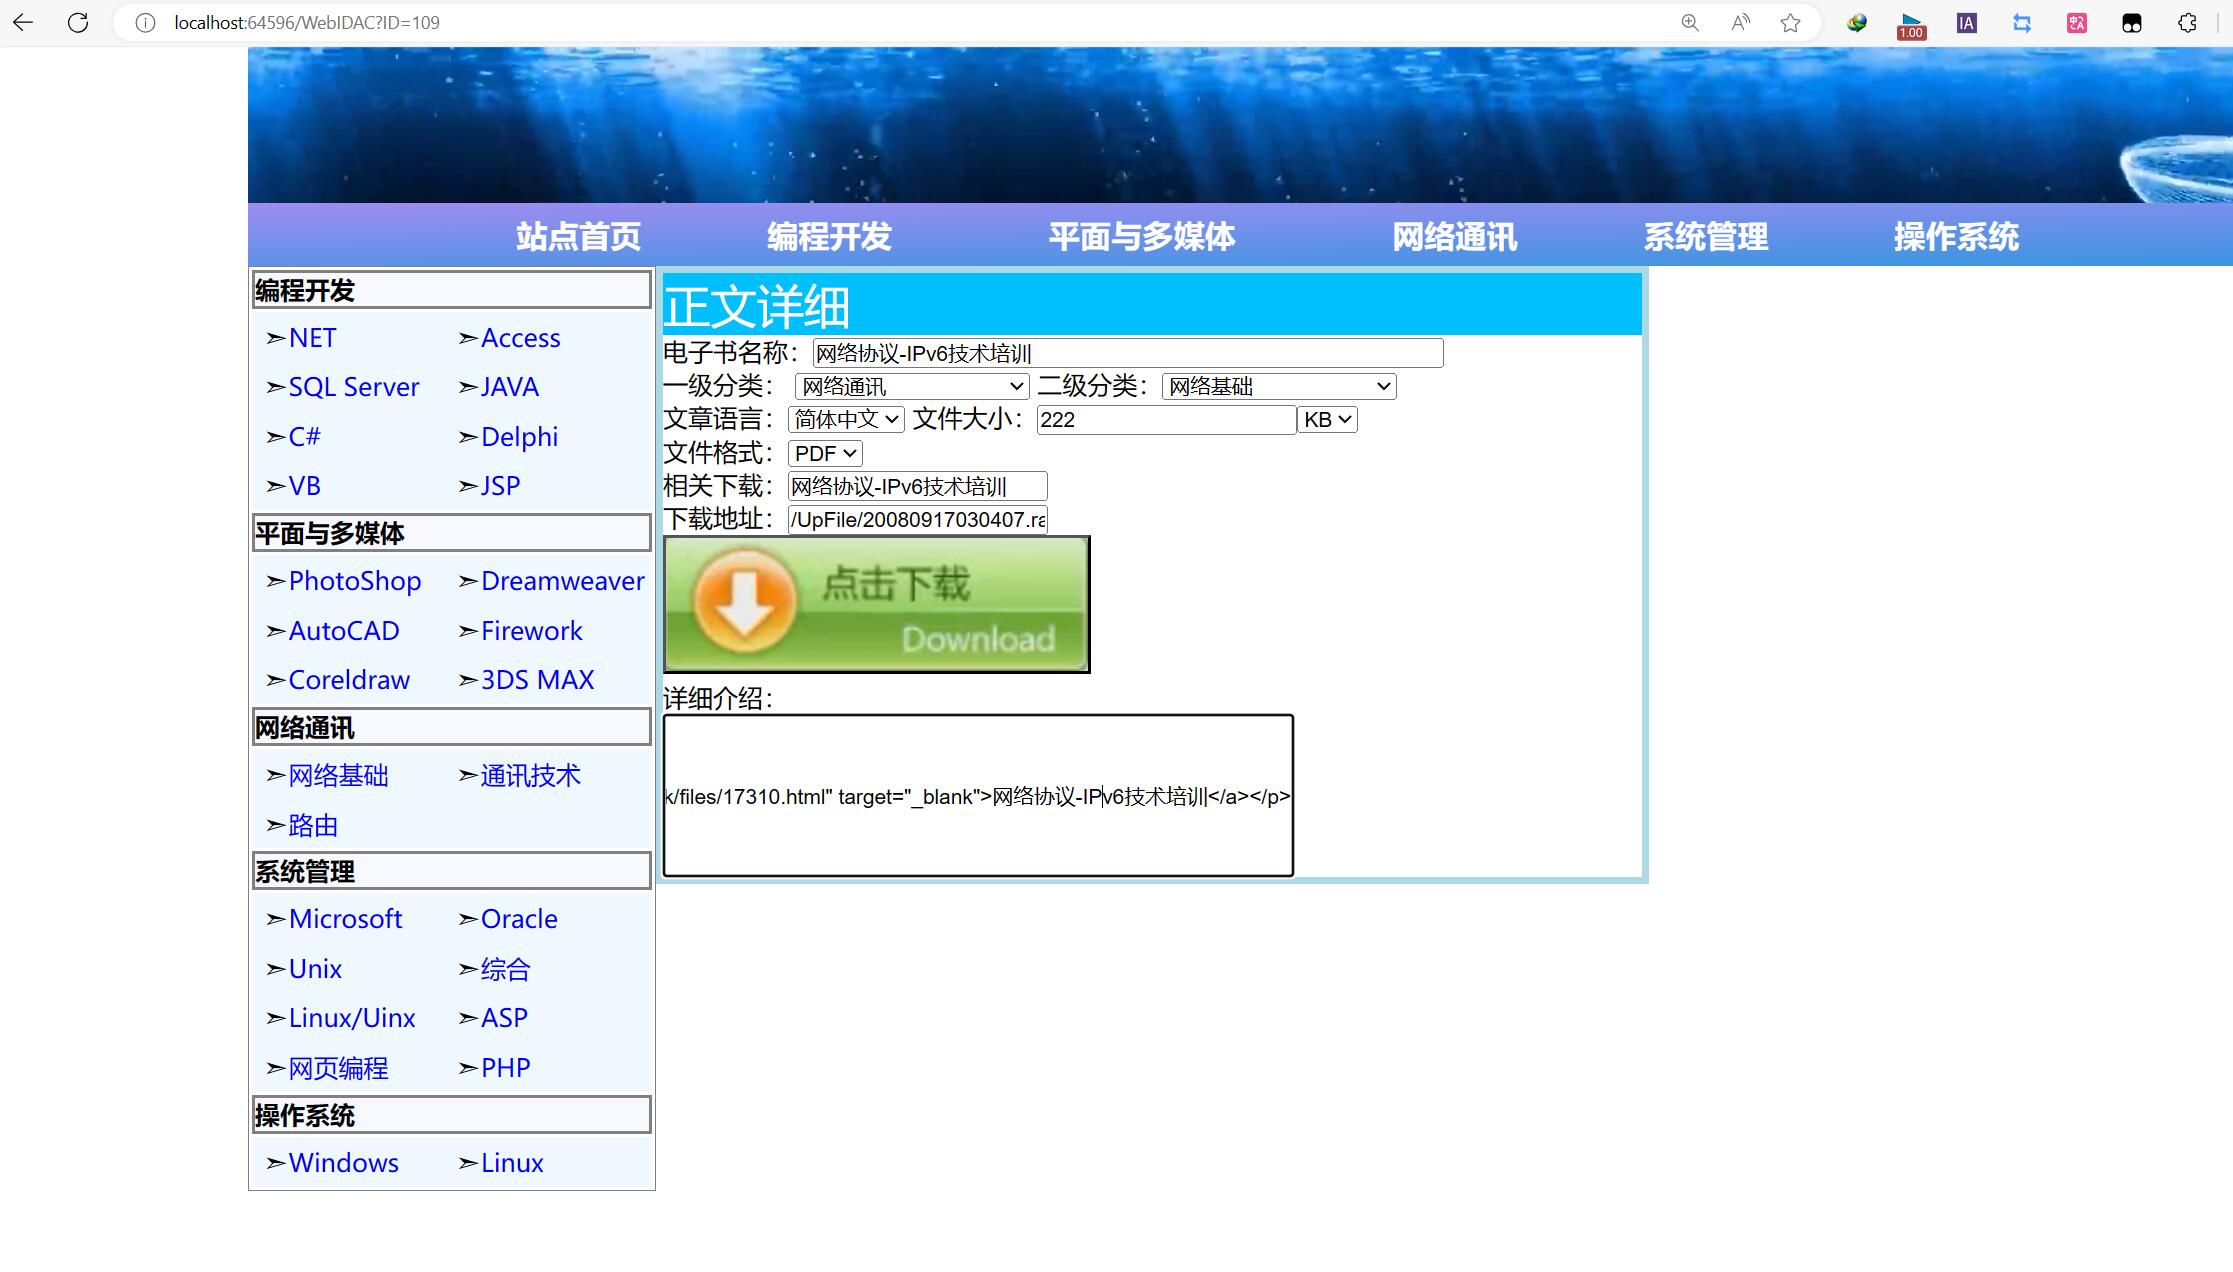 localhost:64596/WebIDAC?ID=109
1.00
IA
站点首页 编程开发 平面与多媒体 网络通讯 系统管理 操作系统
编程开发
➣NET ➣Access
➣SQL Server ➣JAVA
➣C# ➣Delphi
➣VB ➣JSP
平面与多媒体
➣PhotoShop ➣Dreamweaver
➣AutoCAD ➣Firework
➣Coreldraw ➣3DS MAX
网络通讯
➣网络基础 ➣通讯技术
➣路由
系统管理
➣Microsoft ➣Oracle
➣Unix ➣综合
➣Linux/Uinx ➣ASP
➣网页编程 ➣PHP
操作系统
➣Windows ➣Linux
正文详细
电子书名称：网络协议-IPv6技术培训|
一级分类：网络通讯 二级分类：网络基础
文章语言：简体中文 文件大小：222 KB
文件格式：PDF
相关下载：网络协议-IPv6技术培训|
下载地址：/UpFile/20080917030407.ra
点击下载
Download
详细介绍：
k/files/17310.html" target="_blank">网络协议-IPv6技术培训|</a></p>